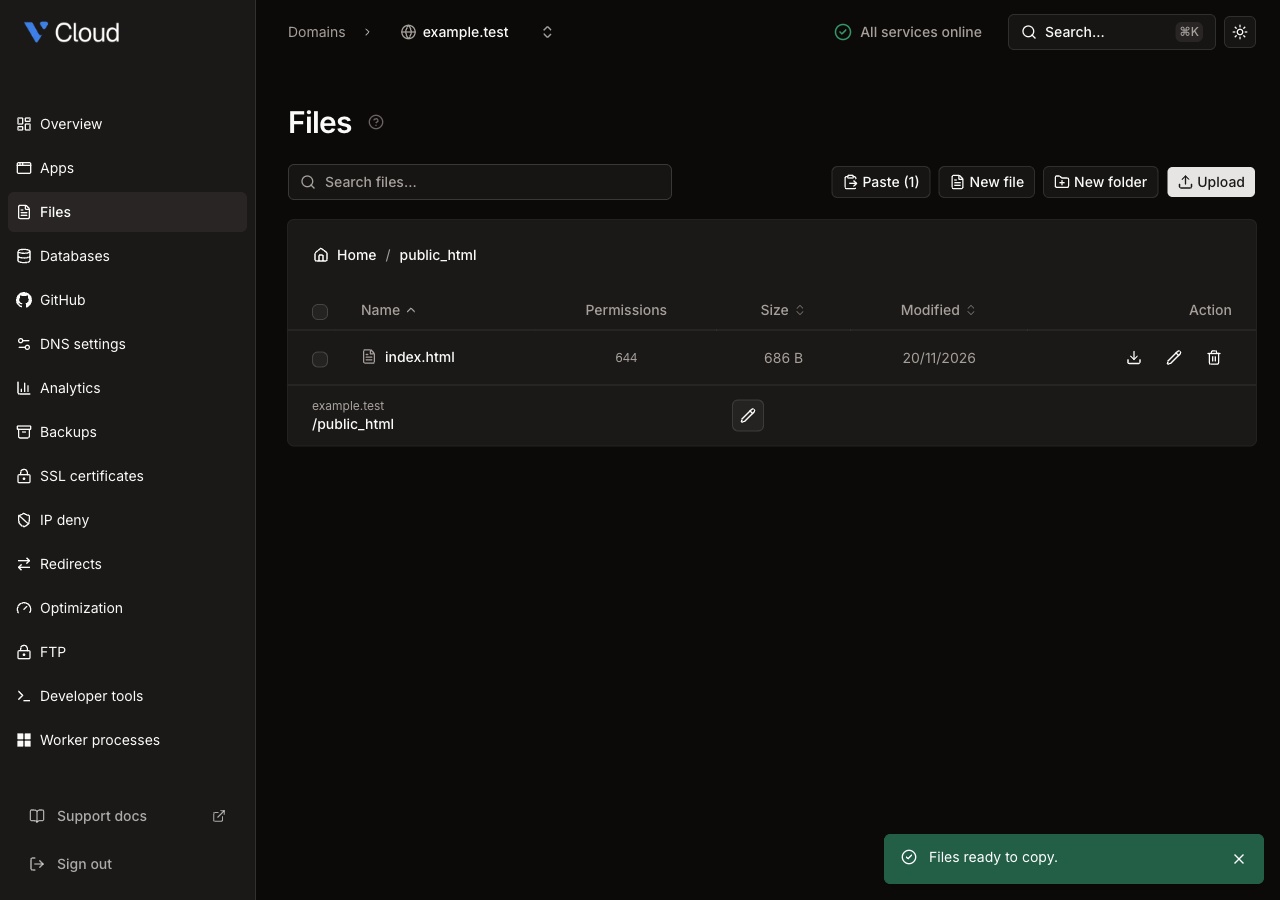 Cloud
Domains
example.test
All services online
Search...
⌘K
Overview
Apps
Files
Databases
GitHub
DNS settings
Analytics
Backups
SSL certificates
IP deny
Redirects
Optimization
FTP
Developer tools
Worker processes
Support docs
Sign out
Files
Search files...
Paste (1)
New file
New folder
Upload
Home / public_html
Name
Permissions
Size
Modified
Action
index.html
644
686 B
20/11/2026
example.test
/public_html
Files ready to copy.